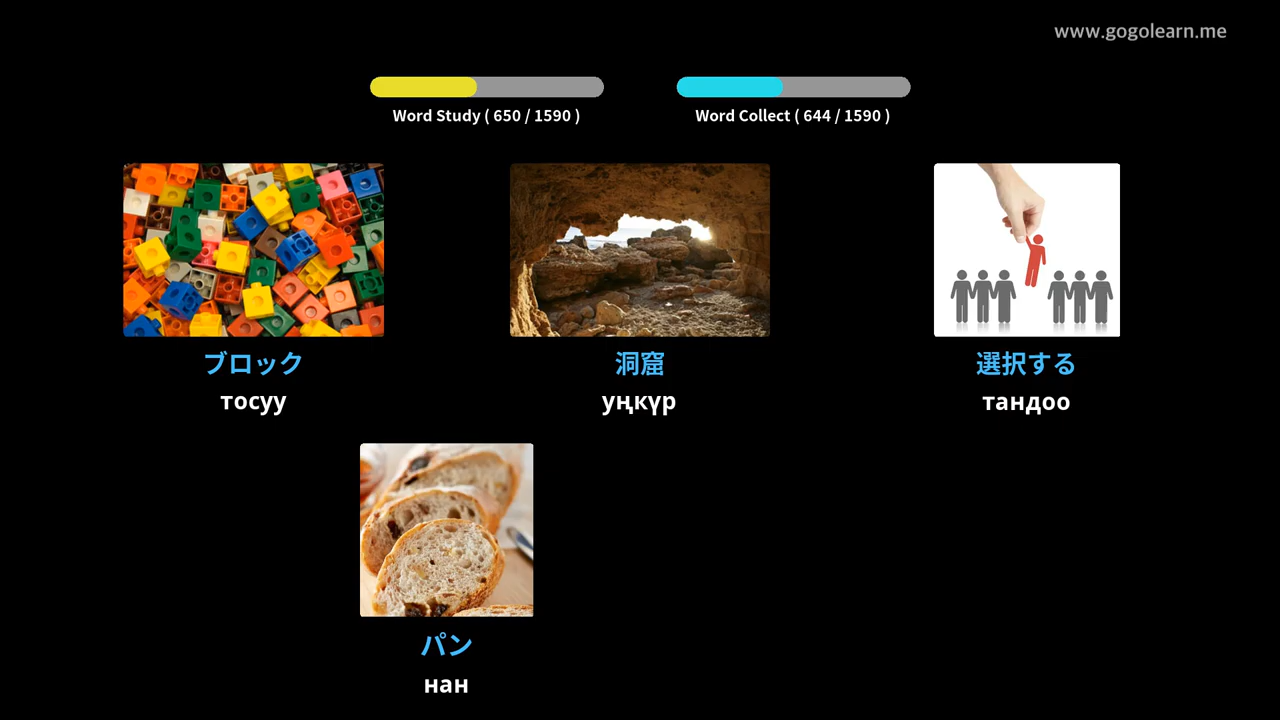 www.gogolearn.me
Word Study ( 650 / 1590 )
Word Collect ( 644 / 1590 )
ブロック
тосуу
洞窟
үңкүр
選択する
тандоо
パン
нан